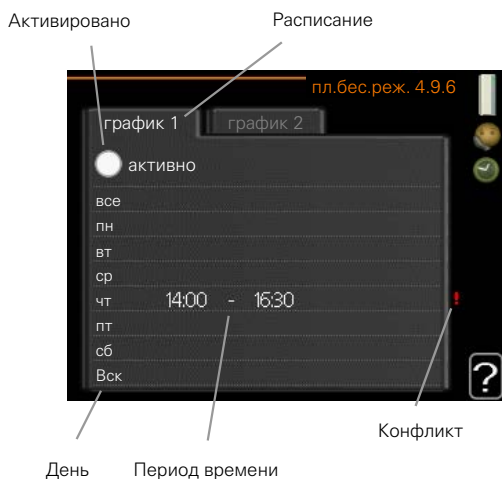 Активировано
Расписание
пл.бес.реж. 4.9.6
график 1
график 2
активно
все
пн
вт
ср
чт 14:00 - 16:30 !
пт
сб
Вск
?
Конфликт
День
Период времени